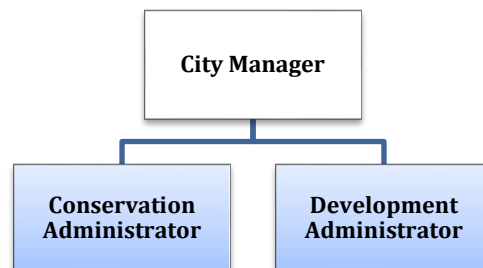 City Manager
Conservation
Administrator
Development
Administrator